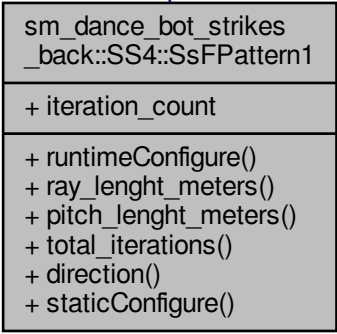 sm_dance_bot_strikes
_back::SS4::SsFPattern1
+ iteration_count
+ runtimeConfigure()
+ ray_lenght_meters()
+ pitch_lenght_meters()
+ total_iterations()
+ direction()
+ staticConfigure()